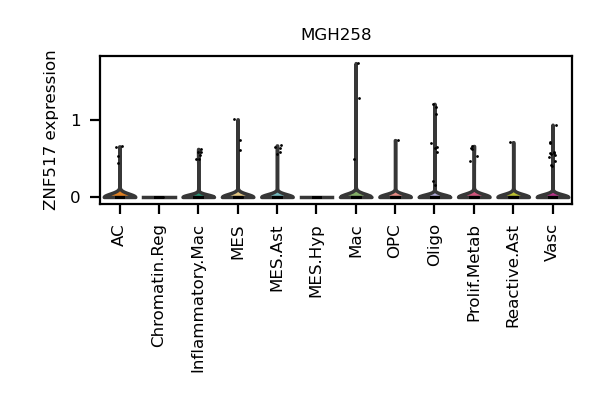 MGH258
ZNF517 expression
1
0
AC
Chromatin.Reg
Inflammatory.Mac
MES
MES.Ast
MES.Hyp
Mac
OPC
Oligo
Prolif.Metab
Reactive.Ast
Vasc